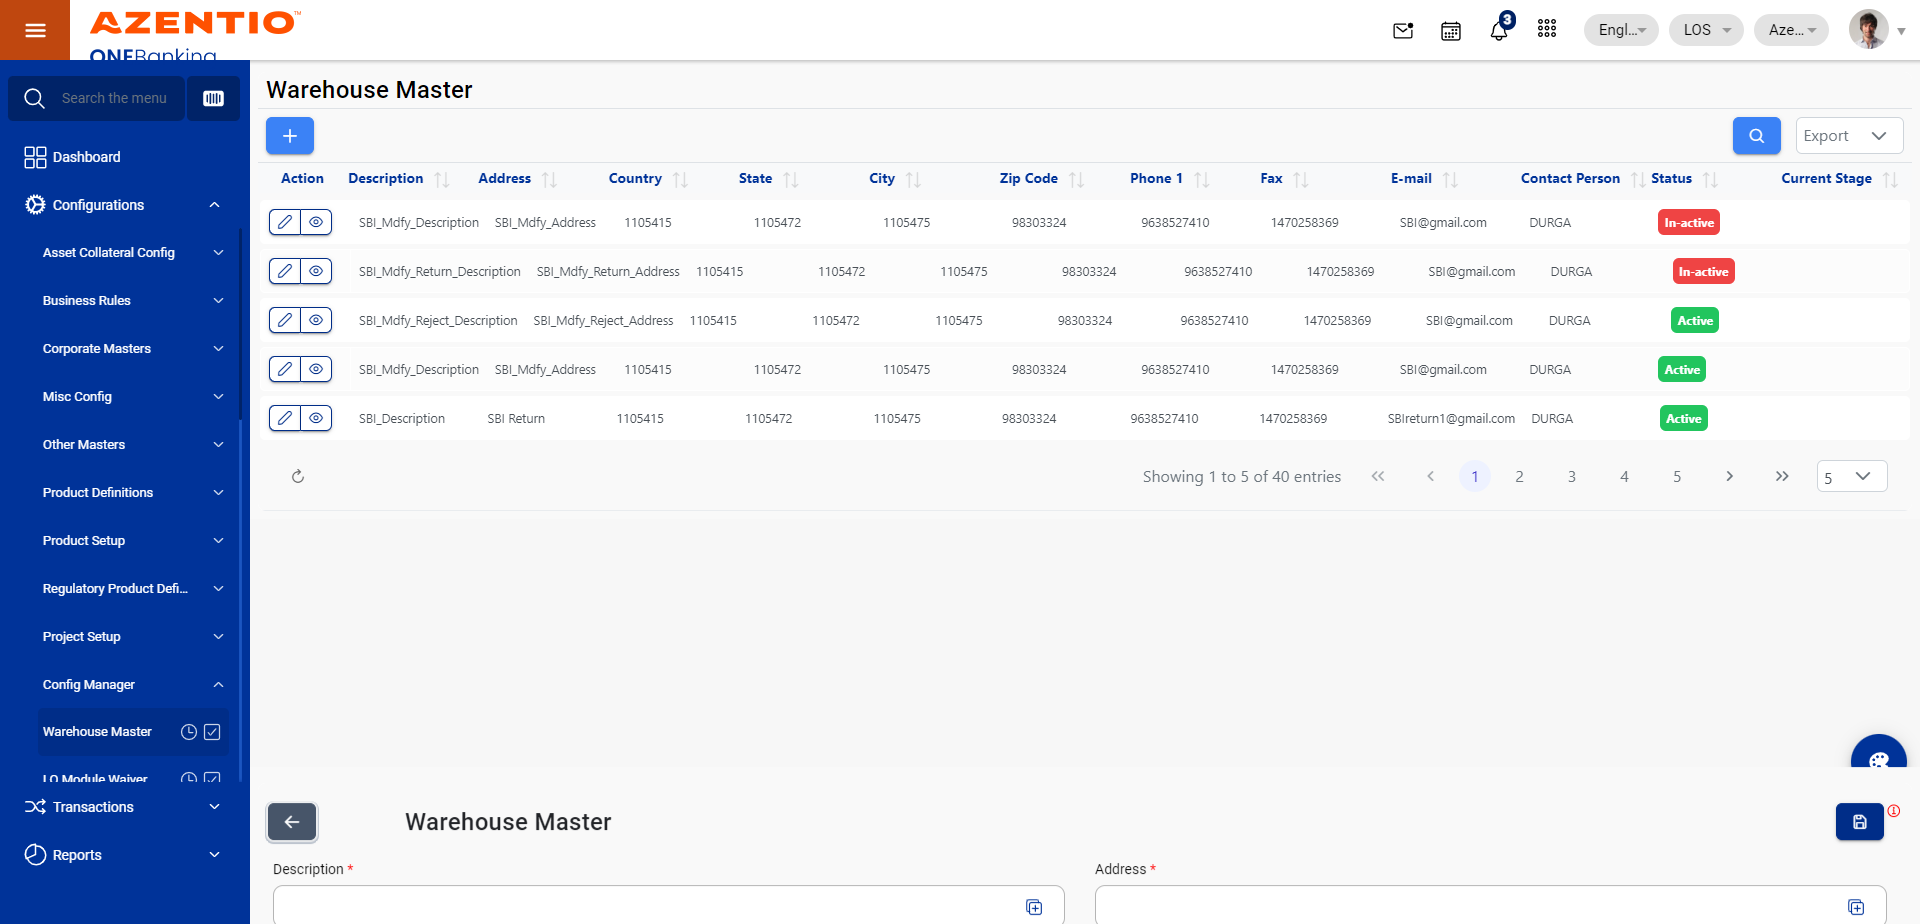 AZENTIO™
ONEBanking
3
Engl...
LOS
Aze...
Search the menu
Dashboard
Configurations
Asset Collateral Config
Business Rules
Corporate Masters
Misc Config
Other Masters
Product Definitions
Product Setup
Regulatory Product Defi...
Project Setup
Config Manager
Warehouse Master
LO Module Waiver
Transactions
Reports
Warehouse Master
Export
Action Description Address Country State City Zip Code Phone 1 Fax E-mail Contact Person Status Current Stage
SBI_Mdfy_Description SBI_Mdfy_Address 1105415 1105472 1105475 98303324 9638527410 1470258369 SBI@gmail.com DURGA In-active
SBI_Mdfy_Return_Description SBI_Mdfy_Return_Address 1105415 1105472 1105475 98303324 9638527410 1470258369 SBI@gmail.com DURGA In-active
SBI_Mdfy_Reject_Description SBI_Mdfy_Reject_Address 1105415 1105472 1105475 98303324 9638527410 1470258369 SBI@gmail.com DURGA Active
SBI_Mdfy_Description SBI_Mdfy_Address 1105415 1105472 1105475 98303324 9638527410 1470258369 SBI@gmail.com DURGA Active
SBI_Description SBI Return 1105415 1105472 1105475 98303324 9638527410 1470258369 SBIreturn1@gmail.com DURGA Active
Showing 1 to 5 of 40 entries 1 2 3 4 5 5
Warehouse Master
Description * Address *